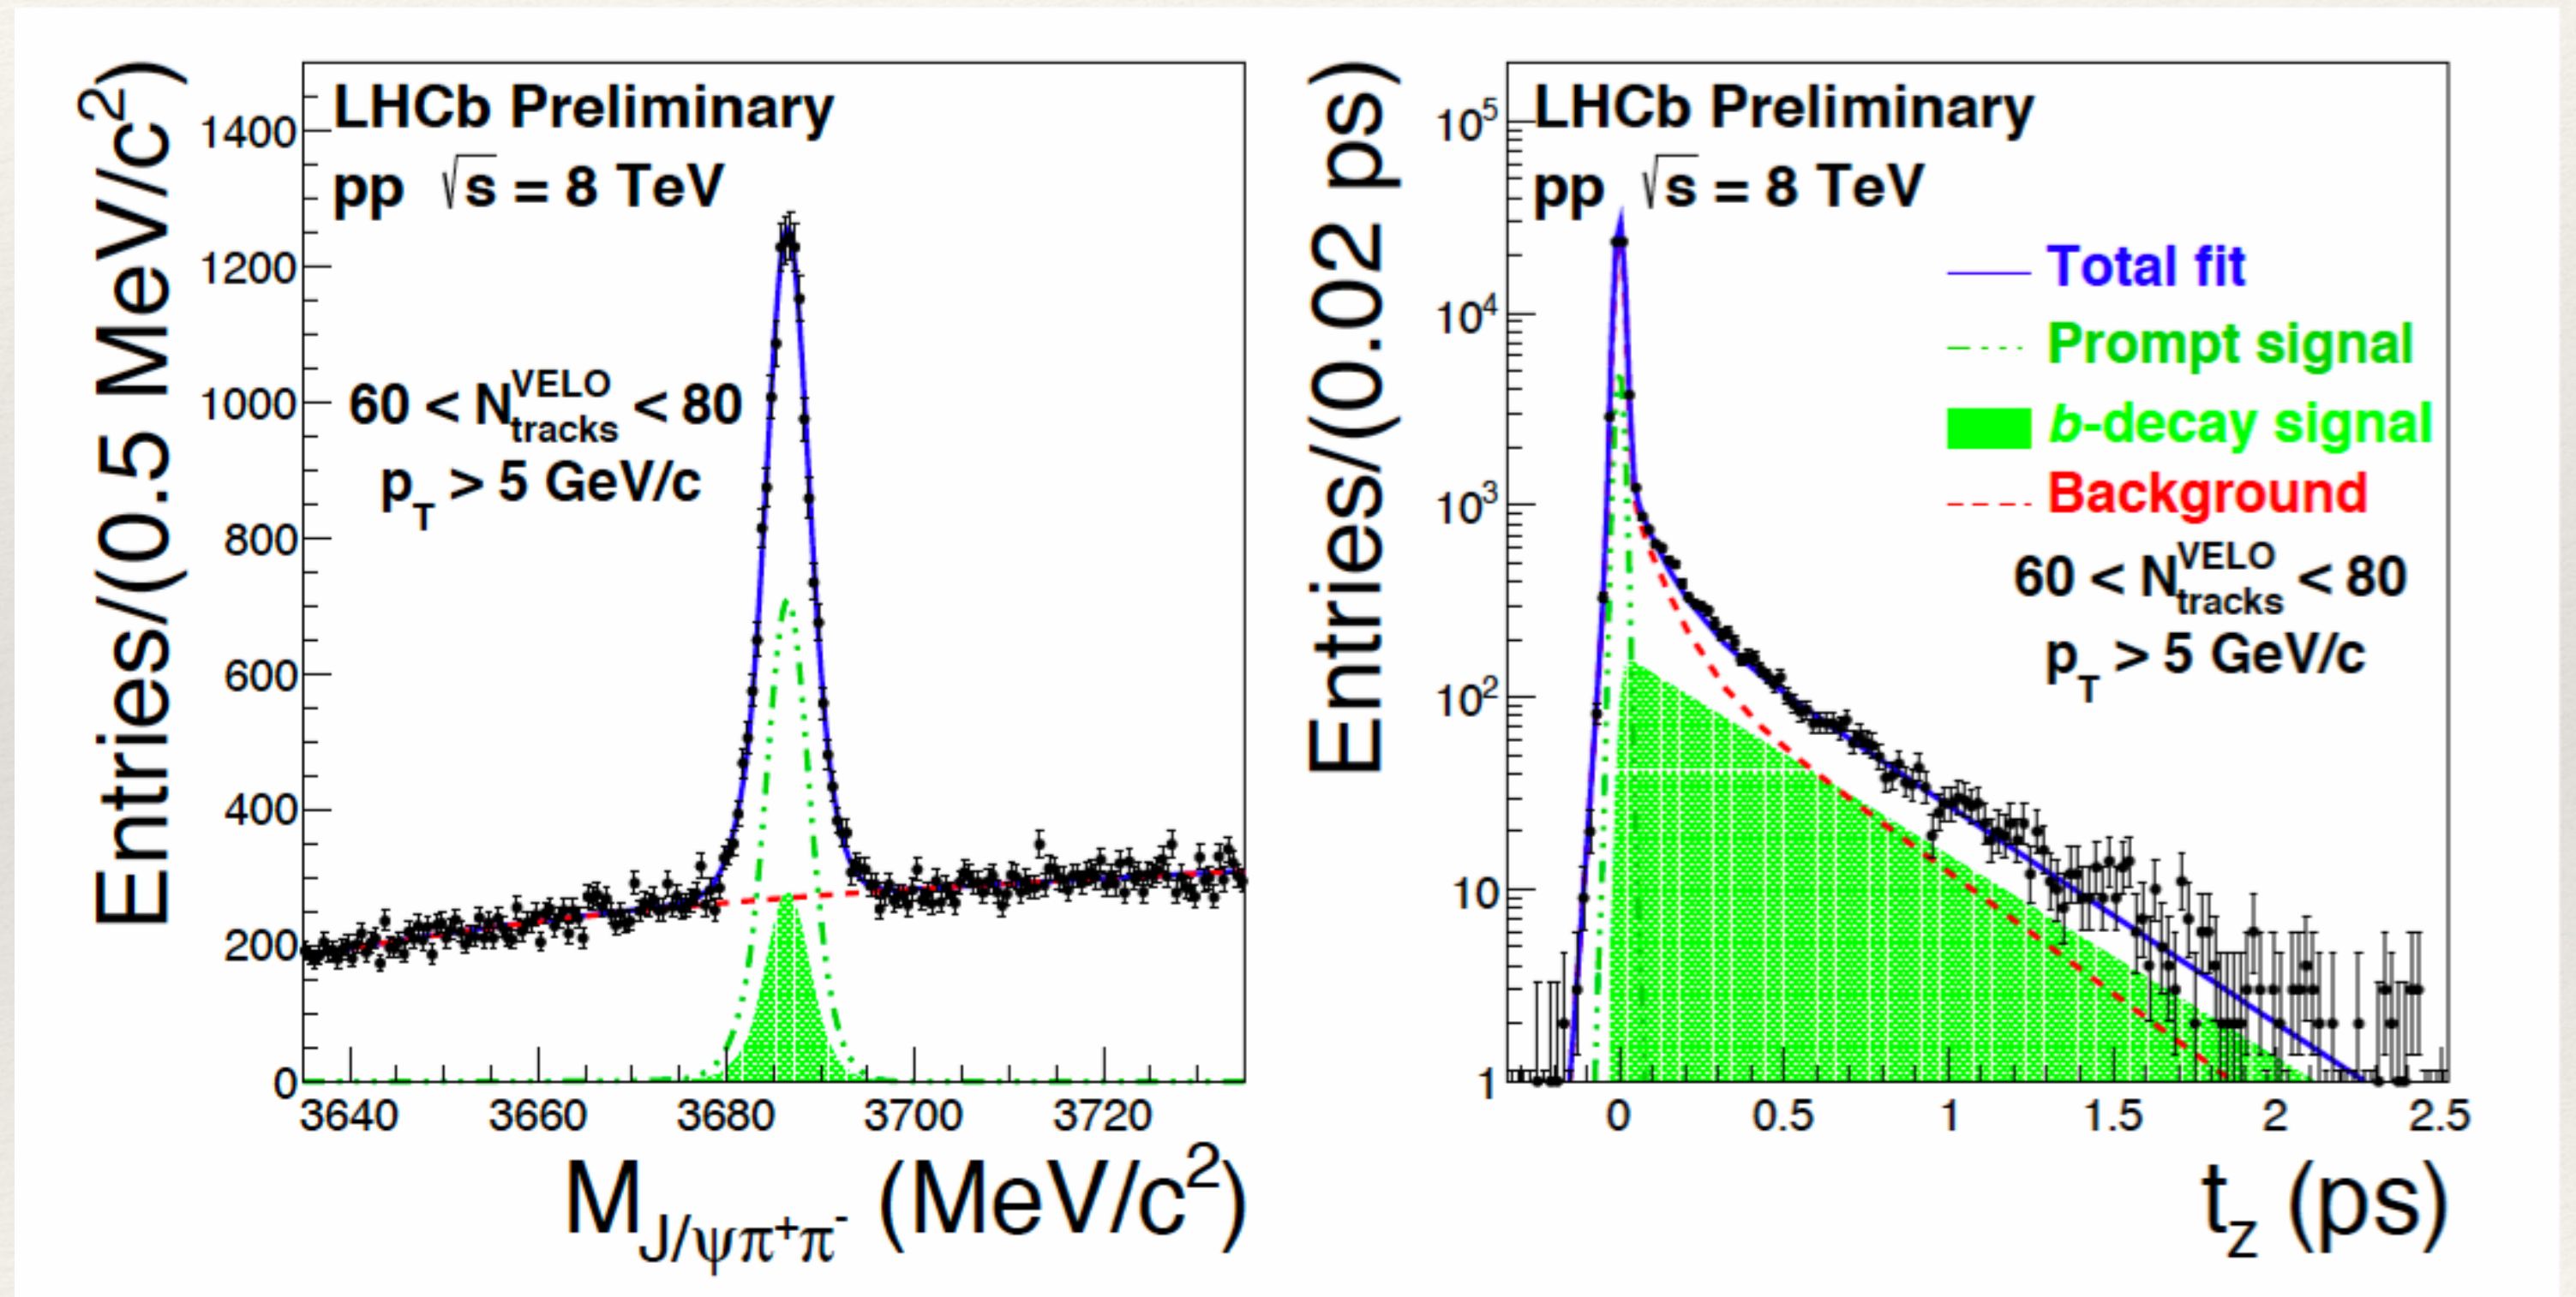 Entries/(0.5 MeV/c²)
LHCb Preliminary
pp √s = 8 TeV
60 < N^VELO_tracks < 80
p_T > 5 GeV/c
1400
1200
1000
800
600
400
200
0
3640 3660 3680 3700 3720
M_J/ψπ⁺π⁻ (MeV/c²)
Entries/(0.02 ps)
LHCb Preliminary
pp √s = 8 TeV
Total fit
Prompt signal
b-decay signal
Background
60 < N^VELO_tracks < 80
p_T > 5 GeV/c
10⁵
10⁴
10³
10²
10
1
0 0.5 1 1.5 2 2.5
t_z (ps)